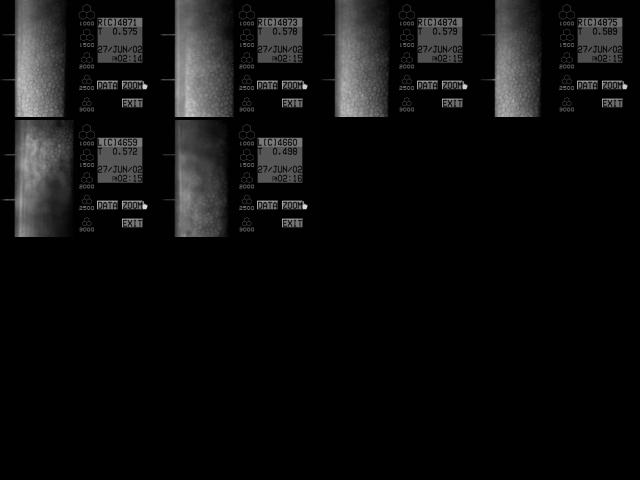 1000 R(C)4871
T 0.575
1500
27/JUN/02
PM02:14
2000
2500 DATA ZOOM
EXIT
3000
1000 R(C)4873
T 0.578
1500
27/JUN/02
PM02:15
2000
2500 DATA ZOOM
EXIT
3000
1000 R(C)4874
T 0.579
1500
27/JUN/02
PM02:15
2000
2500 DATA ZOOM
EXIT
3000
1000 R(C)4875
T 0.589
1500
27/JUN/02
PM02:15
2000
2500 DATA ZOOM
EXIT
3000
1000 L(C)4659
T 0.572
1500
27/JUN/02
PM02:15
2000
2500 DATA ZOOM
EXIT
3000
1000 L(C)4660
T 0.498
1500
27/JUN/02
PM02:16
2000
2500 DATA ZOOM
EXIT
3000